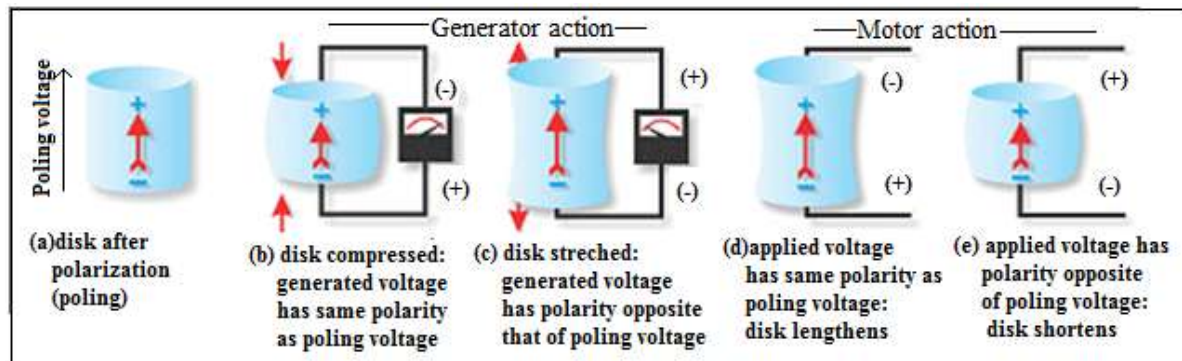 Generator action
Motor action
Poling voltage
+
−
+
−
(-)
(+)
+
−
(+)
(-)
+
−
(-)
(+)
+
−
(+)
(-)
(a)disk after
polarization
(poling)
(b) disk compressed:
generated voltage
has same polarity
as poling voltage
(c) disk streched:
generated voltage
has polarity opposite
that of poling voltage
(d)applied voltage
has same polarity as
poling voltage:
disk lengthens
(e) applied voltage has
polarity opposite
of poling voltage:
disk shortens